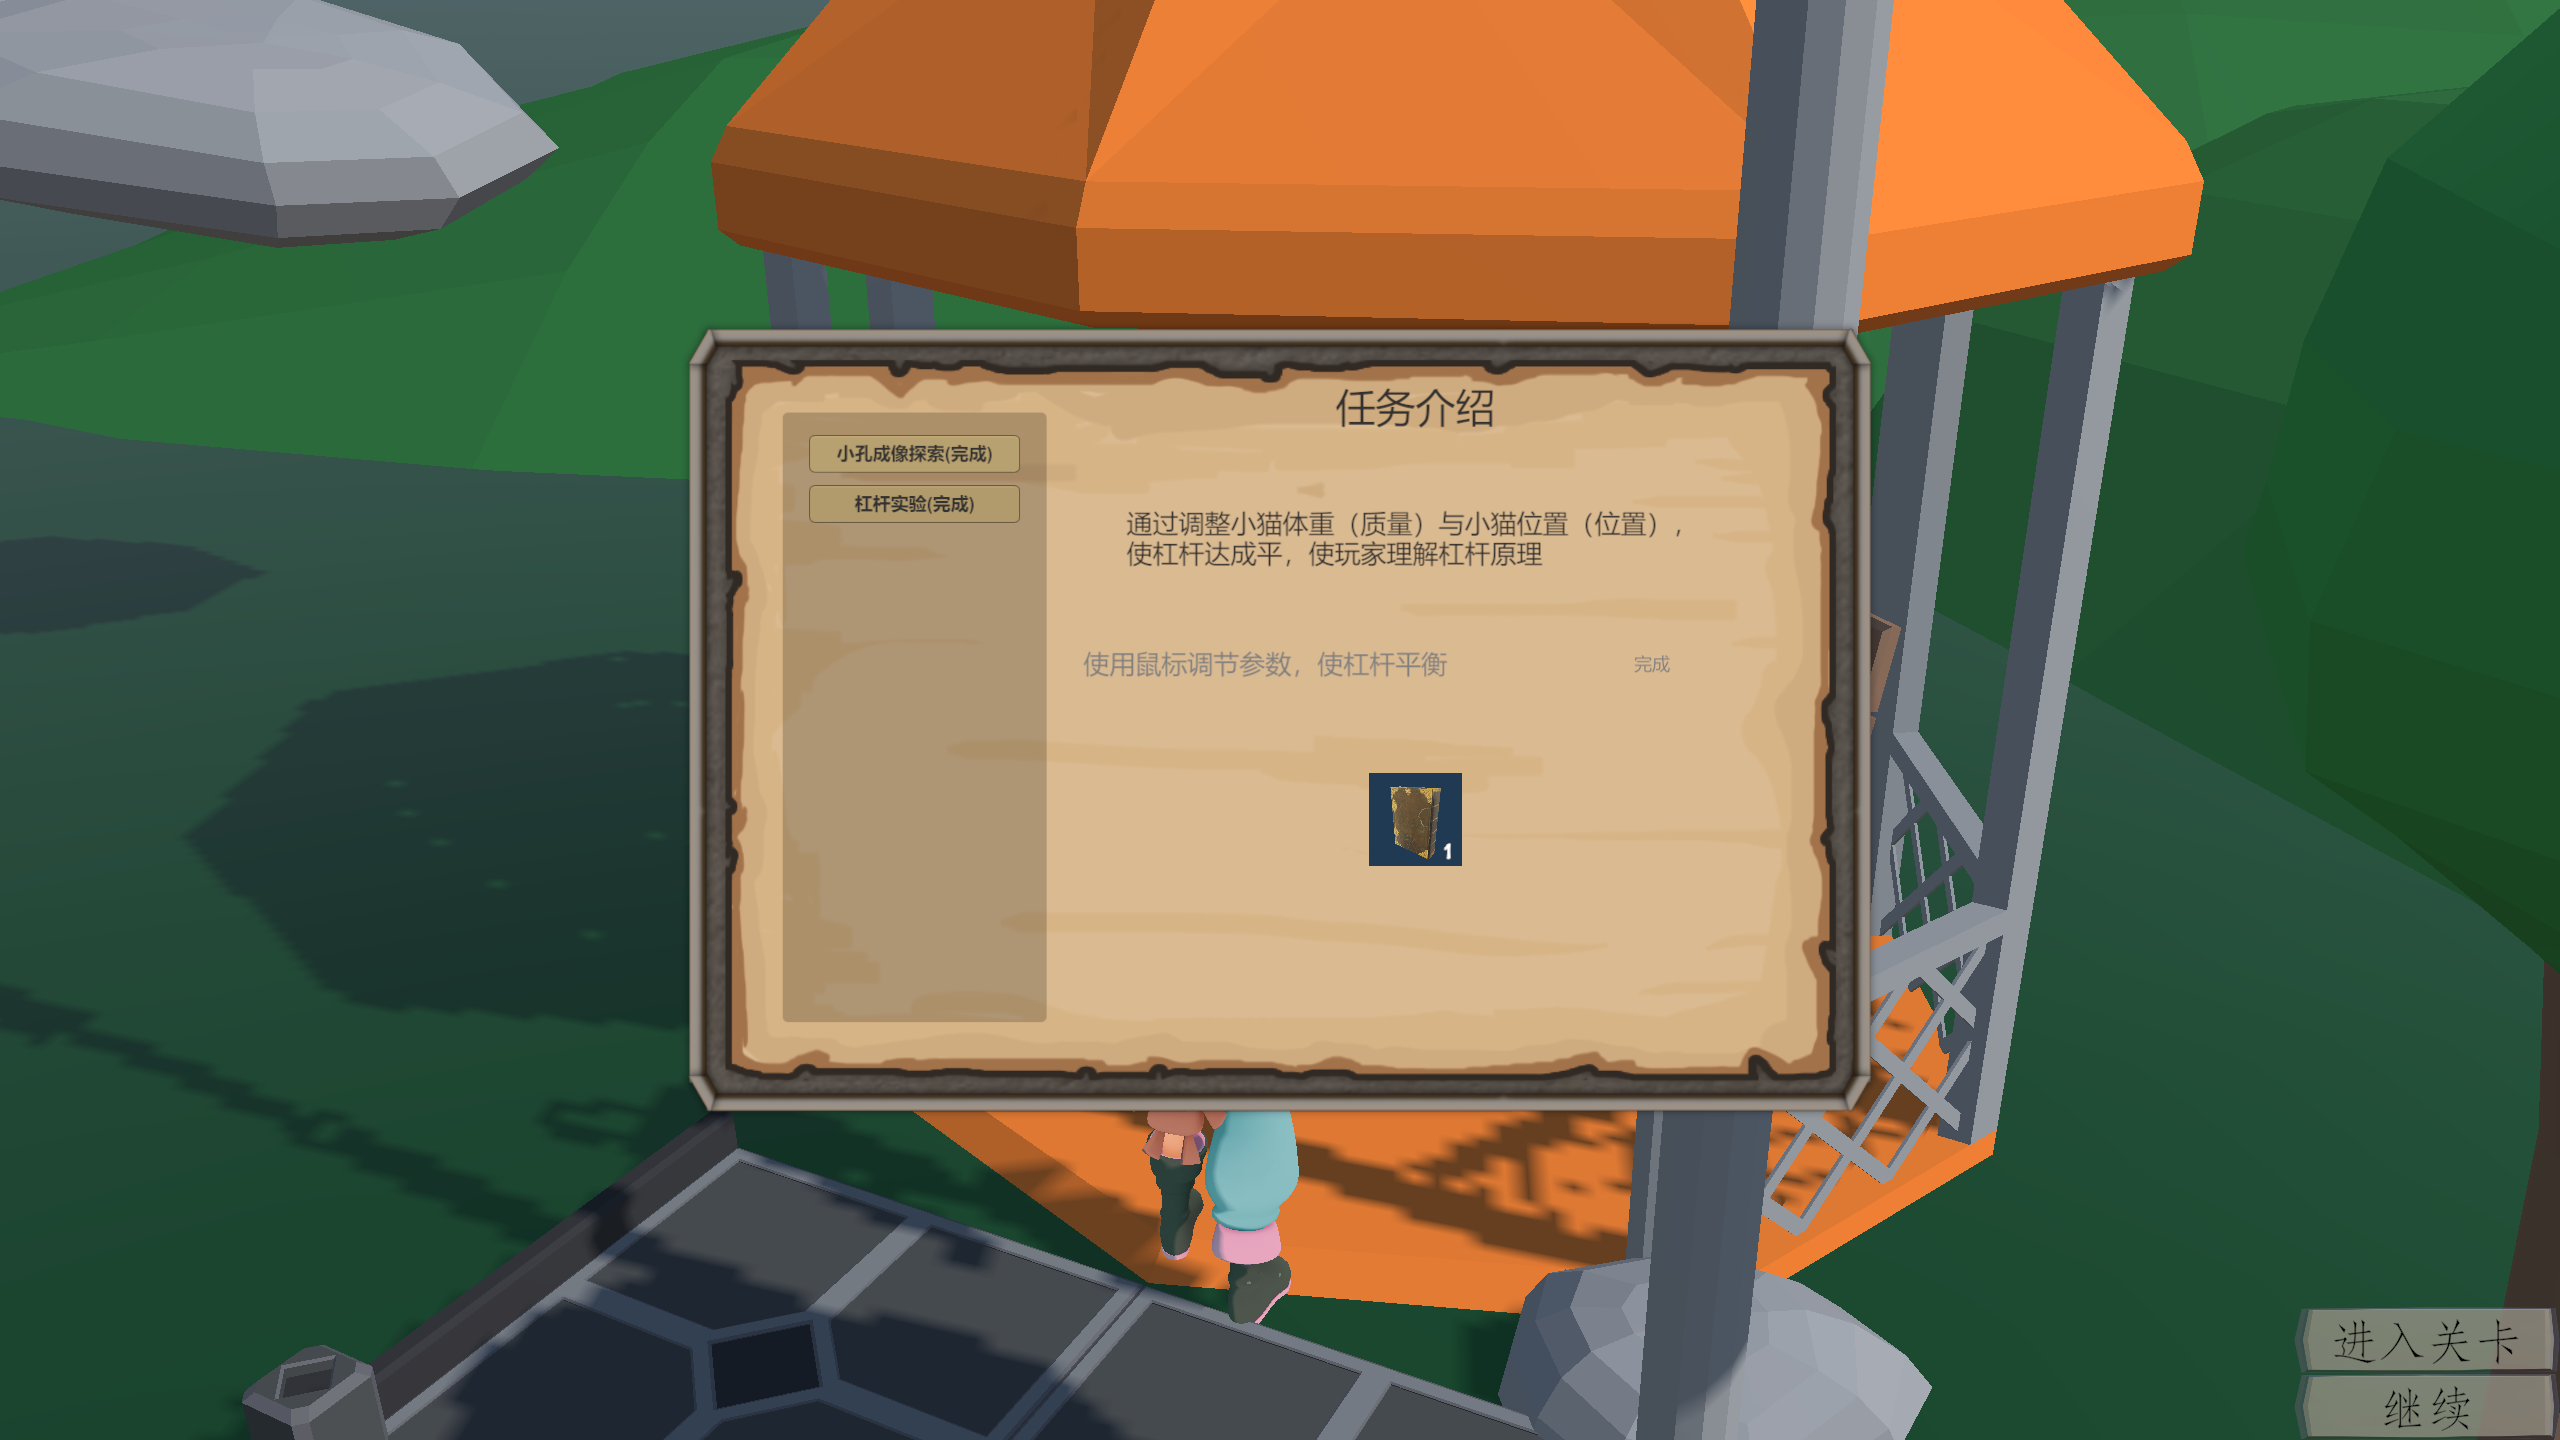 任务介绍
小孔成像探索(完成)
杠杆实验(完成)
通过调整小猫体重（质量）与小猫位置（位置），
使杠杆达成平，使玩家理解杠杆原理
使用鼠标调节参数，使杠杆平衡
完成
1
进入关卡
继续